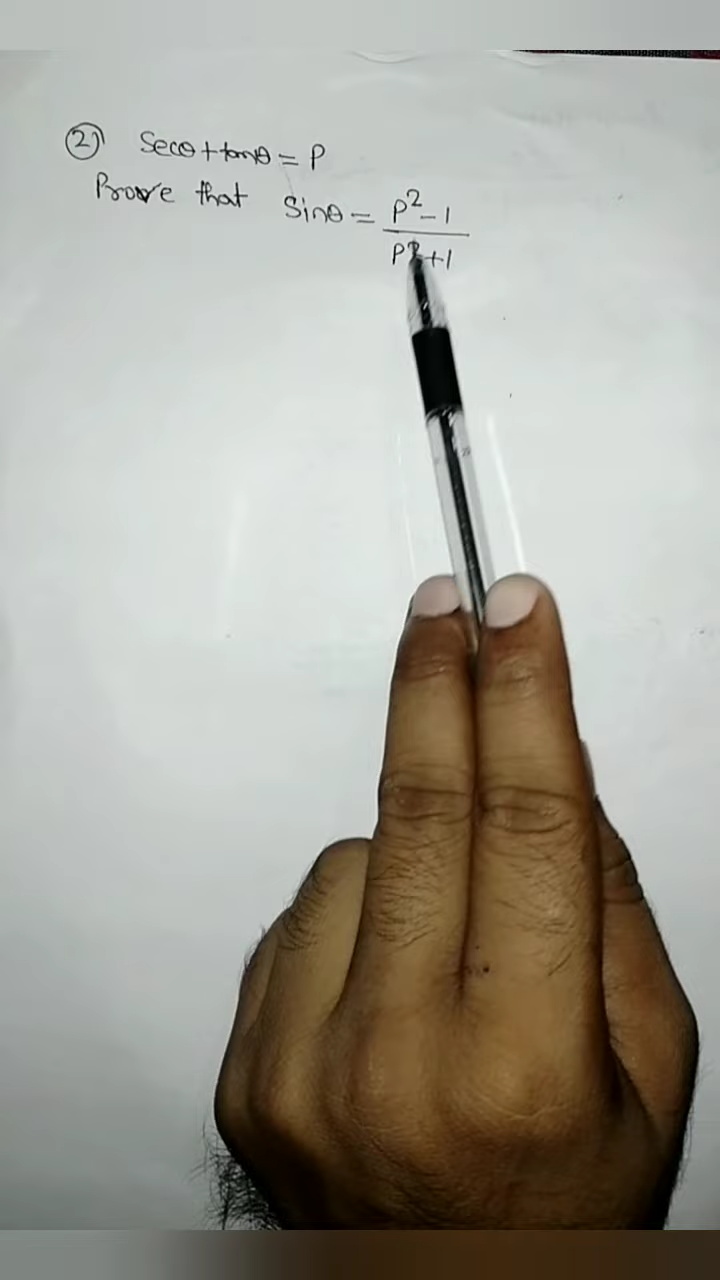 2) Secθ+tanθ = P
Prove that Sinθ = P²-1
P²+1